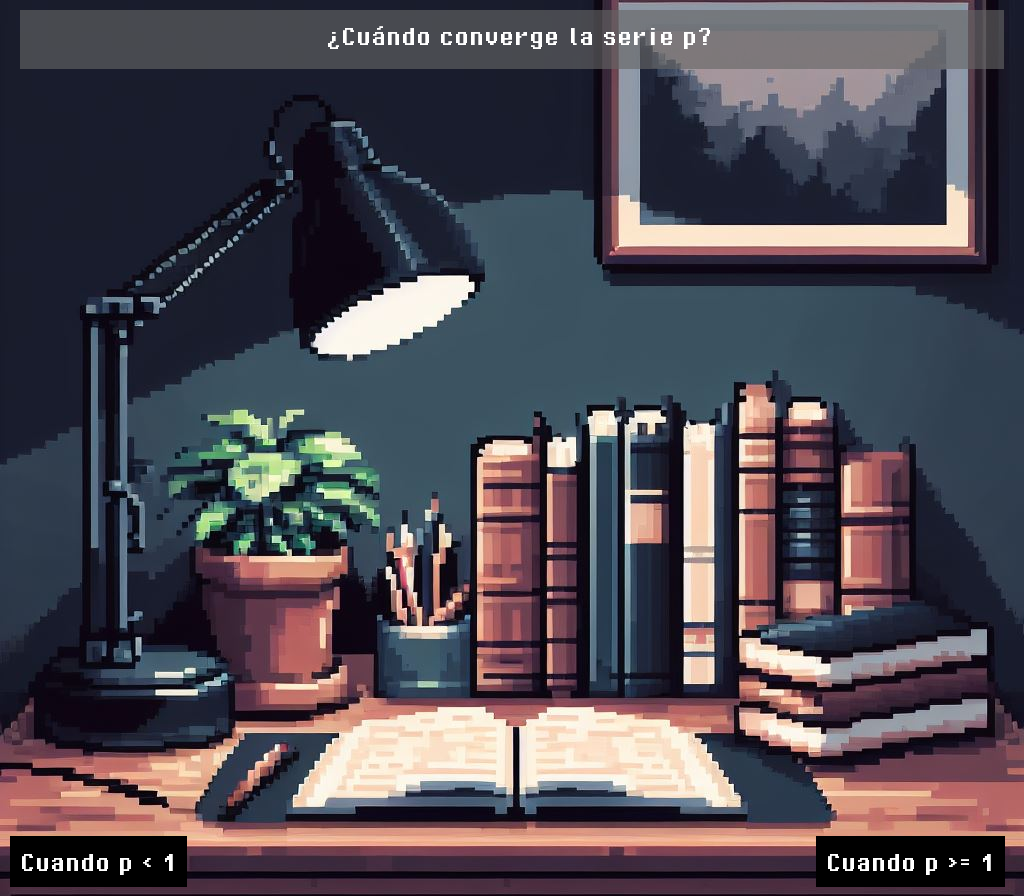 ¿Cuándo converge la serie p?
Cuando p < 1
Cuando p >= 1